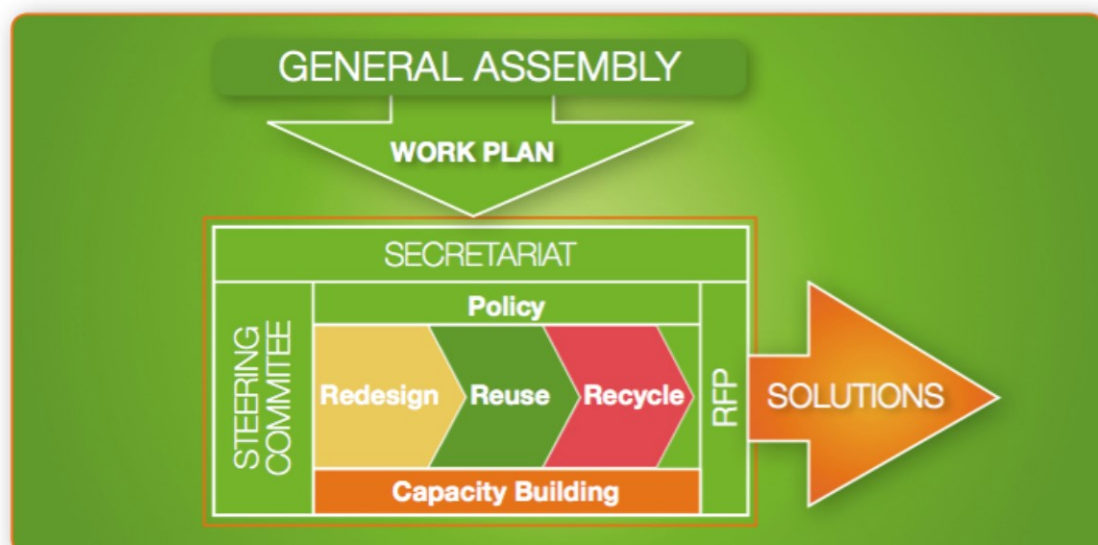 GENERAL ASSEMBLY
WORK PLAN
SECRETARIAT
STEERING
COMMITEE
Policy
Redesign
Reuse
Recycle
Capacity Building
RFP
SOLUTIONS